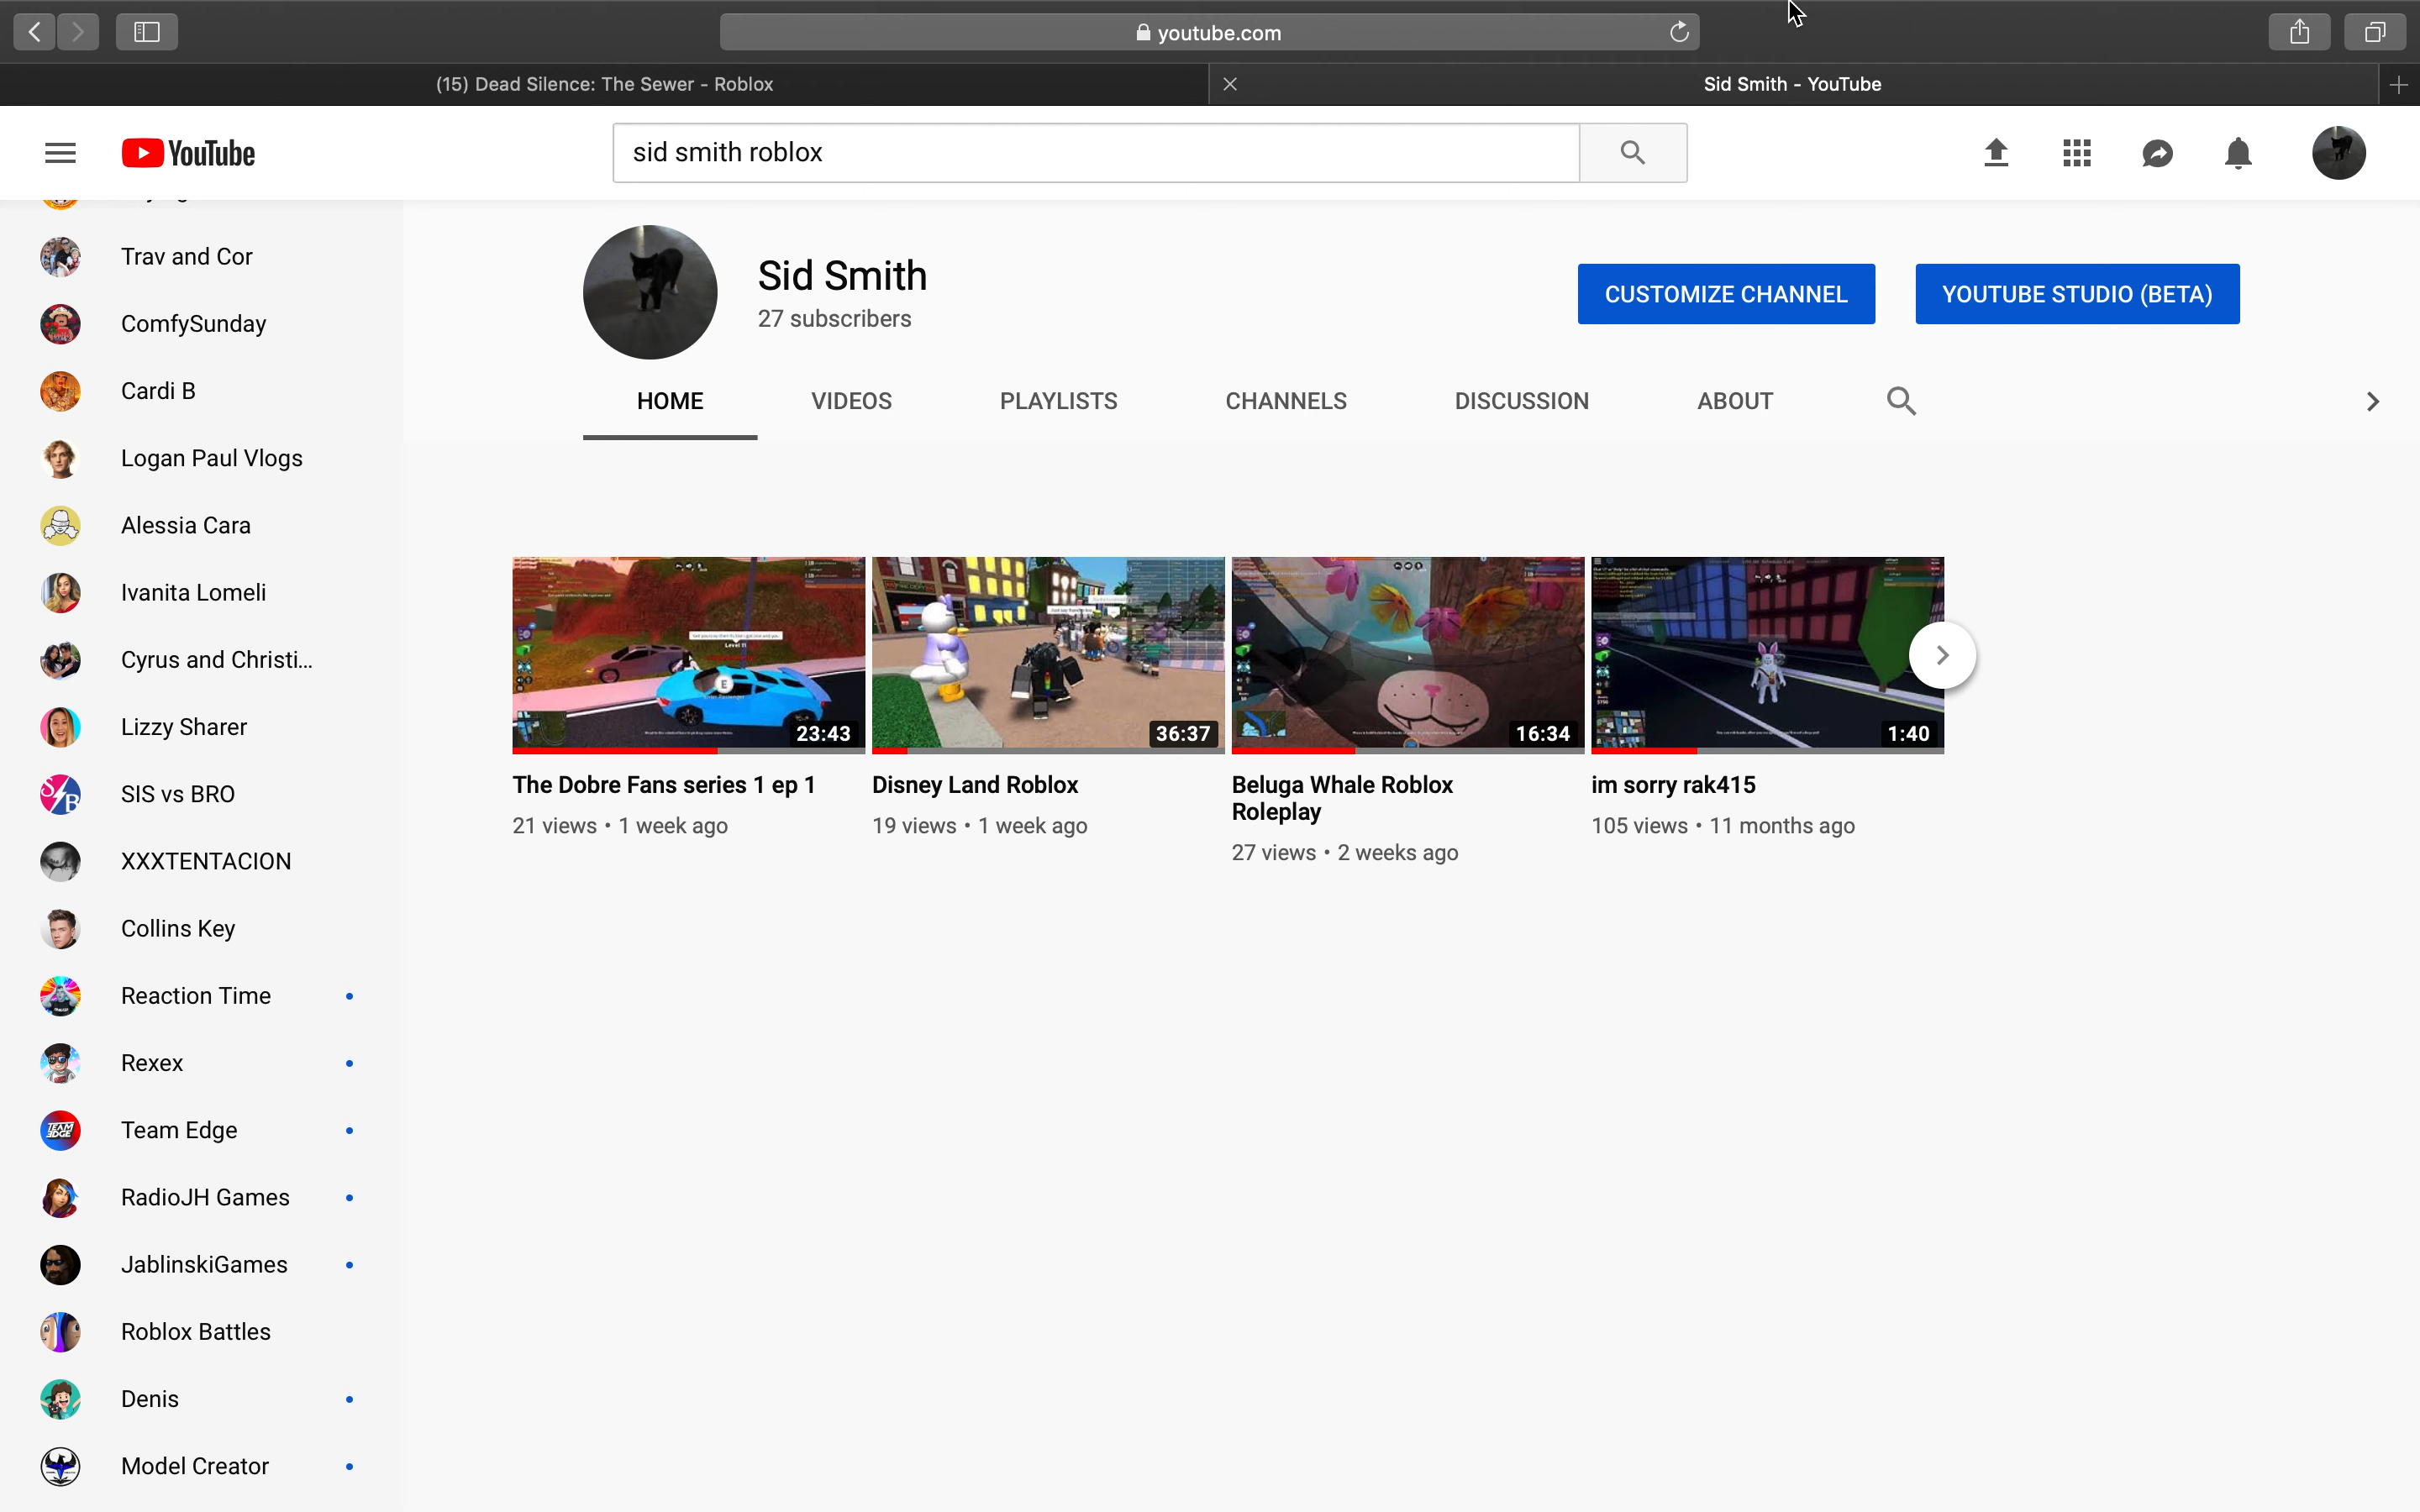 youtube.com
(15) Dead Silence: The Sewer - Roblox
Sid Smith - YouTube
YouTube
sid smith roblox
Trav and Cor
ComfySunday
Cardi B
Logan Paul Vlogs
Alessia Cara
Ivanita Lomeli
Cyrus and Christi...
Lizzy Sharer
SIS vs BRO
XXXTENTACION
Collins Key
Reaction Time
Rexex
Team Edge
RadioJH Games
JablinskiGames
Roblox Battles
Denis
Model Creator
Sid Smith
27 subscribers
CUSTOMIZE CHANNEL
YOUTUBE STUDIO (BETA)
HOME
VIDEOS
PLAYLISTS
CHANNELS
DISCUSSION
ABOUT
Level 11
E
23:43
The Dobre Fans series 1 ep 1
21 views • 1 week ago
36:37
Disney Land Roblox
19 views • 1 week ago
16:34
Beluga Whale Roblox
Roleplay
27 views • 2 weeks ago
1:40
im sorry rak415
105 views • 11 months ago